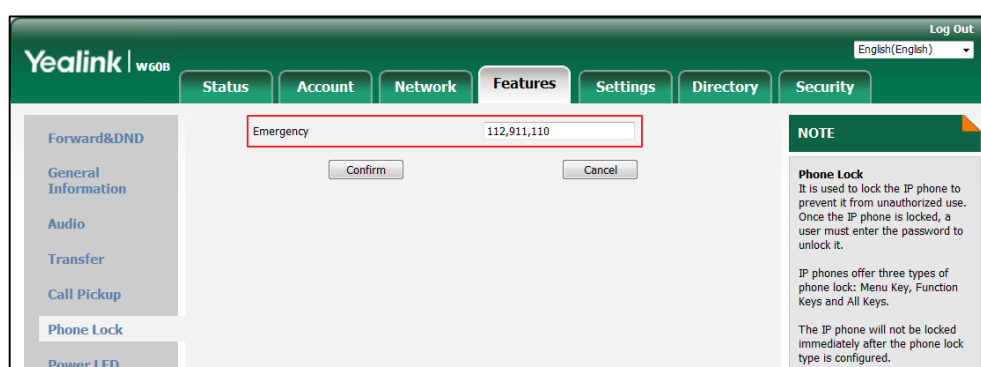 Log Out
English(English)
Yealink | W60B
Status Account Network Features Settings Directory Security
Forward&DND
General
Information
Audio
Transfer
Call Pickup
Phone Lock
Power LED
Emergency 112,911,110
Confirm Cancel
NOTE
Phone Lock
It is used to lock the IP phone to
prevent it from unauthorized use.
Once the IP phone is locked, a
user must enter the password to
unlock it.
IP phones offer three types of
phone lock: Menu Key, Function
Keys and All Keys.
The IP phone will not be locked
immediately after the phone lock
type is configured.